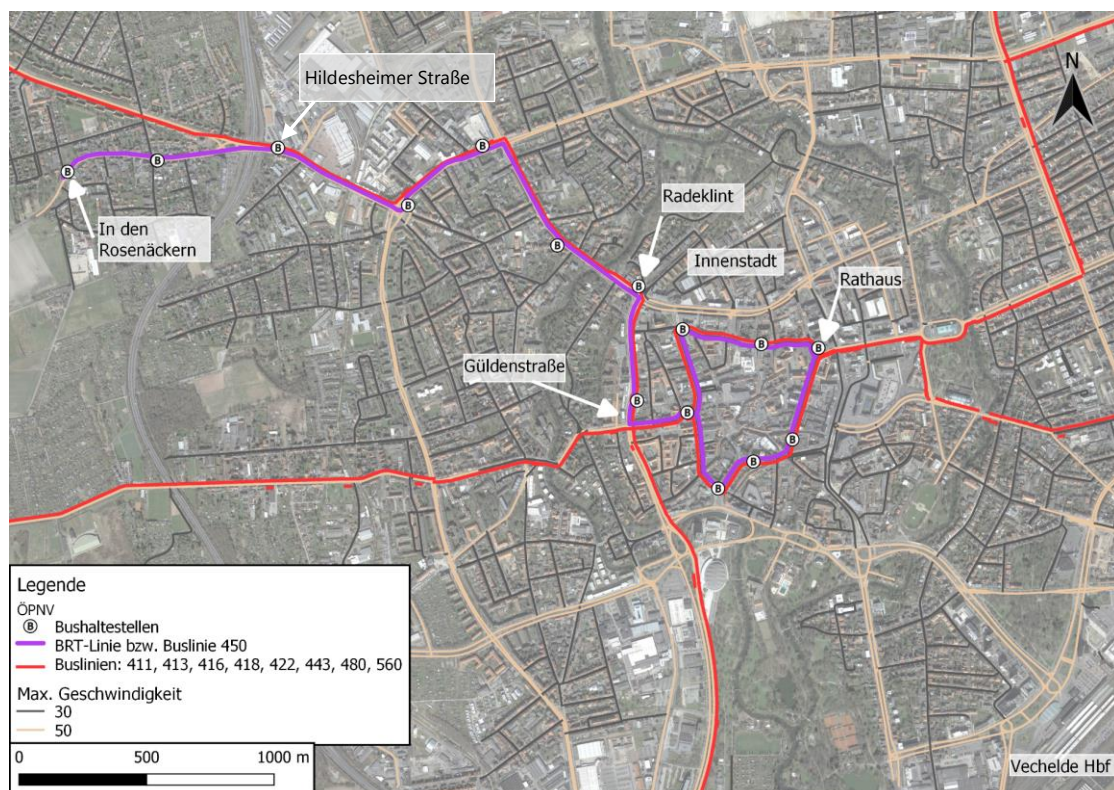 Hildesheimer Straße
N
B
B
B
B
B
In den
Rosenäckern
Radeklint
B
Innenstadt
B
Rathaus
B
B
B
Güldenstraße
B
B
B
B
B
Legende
ÖPNV
B Bushaltestellen
BRT-Linie bzw. Buslinie 450
Buslinien: 411, 413, 416, 418, 422, 443, 480, 560
Max. Geschwindigkeit
30
50
0 500 1000 m
Vechelde Hbf